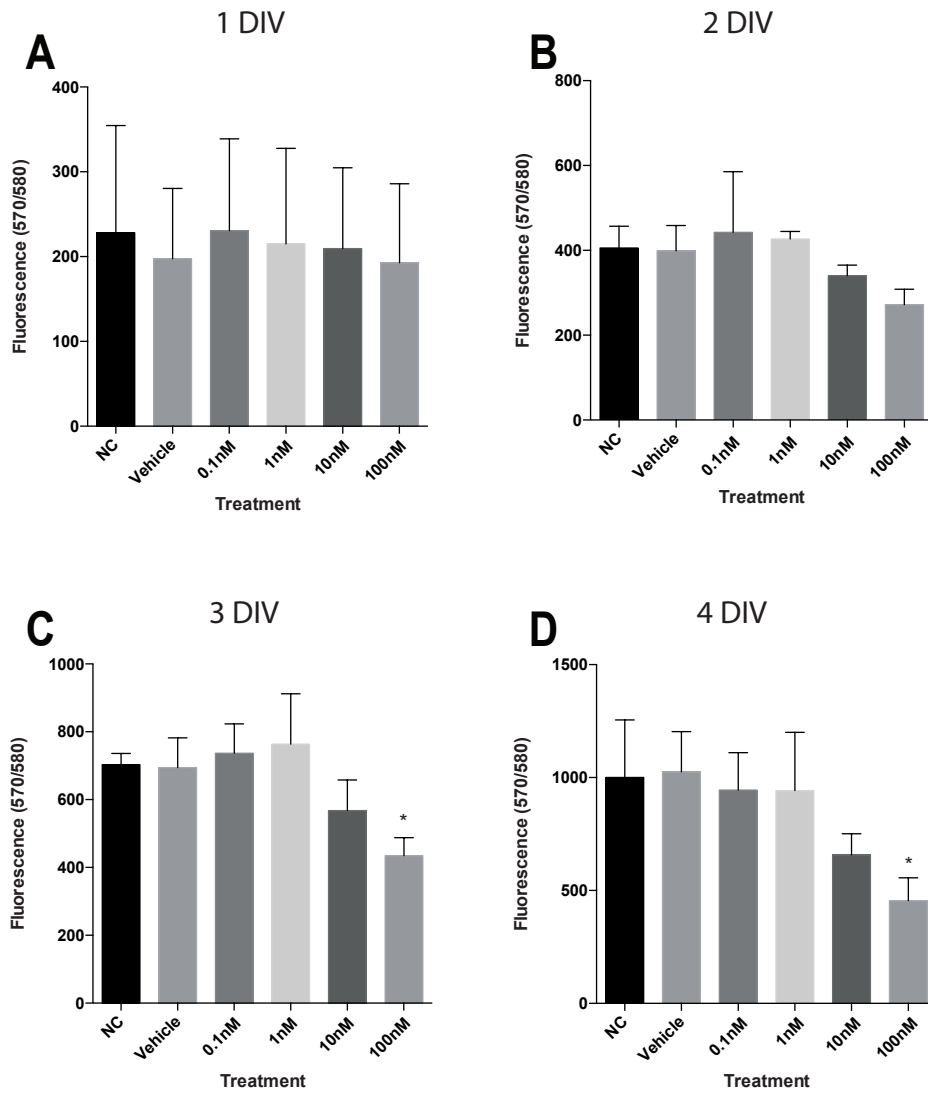 1 DIV
A
400
300
200
100
0
Fluorescence (570/580)
NC
Vehicle
0.1nM
1nM
10nM
100nM
Treatment
2 DIV
B
800
600
400
200
0
Fluorescence (570/580)
NC
Vehicle
0.1nM
1nM
10nM
100nM
Treatment
3 DIV
C
1000
800
600
400
200
0
Fluorescence (570/580)
*
NC
Vehicle
0.1nM
1nM
10nM
100nM
Treatment
4 DIV
D
1500
1000
500
0
Fluorescence (570/580)
*
NC
Vehicle
0.1nM
1nM
10nM
100nM
Treatment